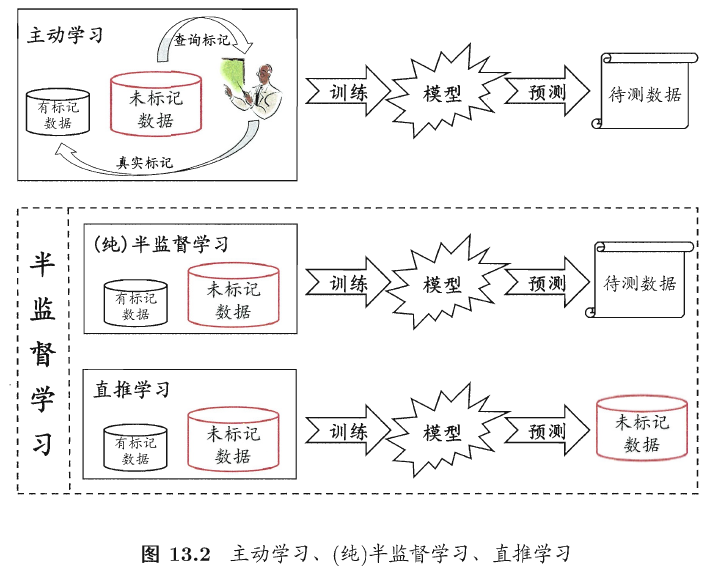 主动学习
查询标记
有标记
数据
未标记
数据
真实标记
训练
模型
预测
待测数据
半监督学习
(纯)半监督学习
有标记
数据
未标记
数据
训练
模型
预测
待测数据
直推学习
有标记
数据
未标记
数据
训练
模型
预测
未标记
数据
图 13.2 主动学习、(纯)半监督学习、直推学习